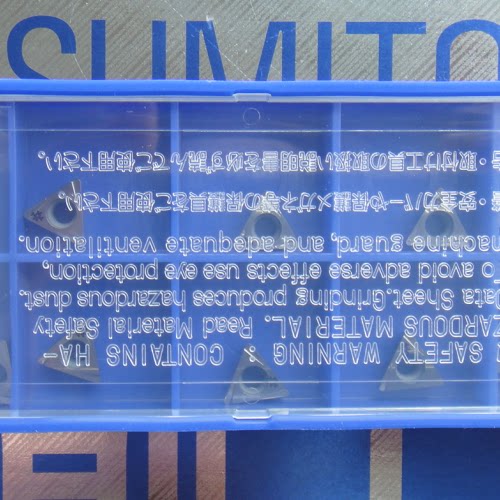 SUMITO
SAFETY WARNING : CONTAINS HA-
ARDOUS MATERIAL. Read Material Safety
ata Sheet.Grinding produces hazardous dust.
To avoid adverse effects use eye protection,
achine guard, and adequate ventilation.
・安全カバーや保護メガネ等の保護具をご使用下さい。
・取付け工具の取扱い説明書を必ず読んでご使用下さい。